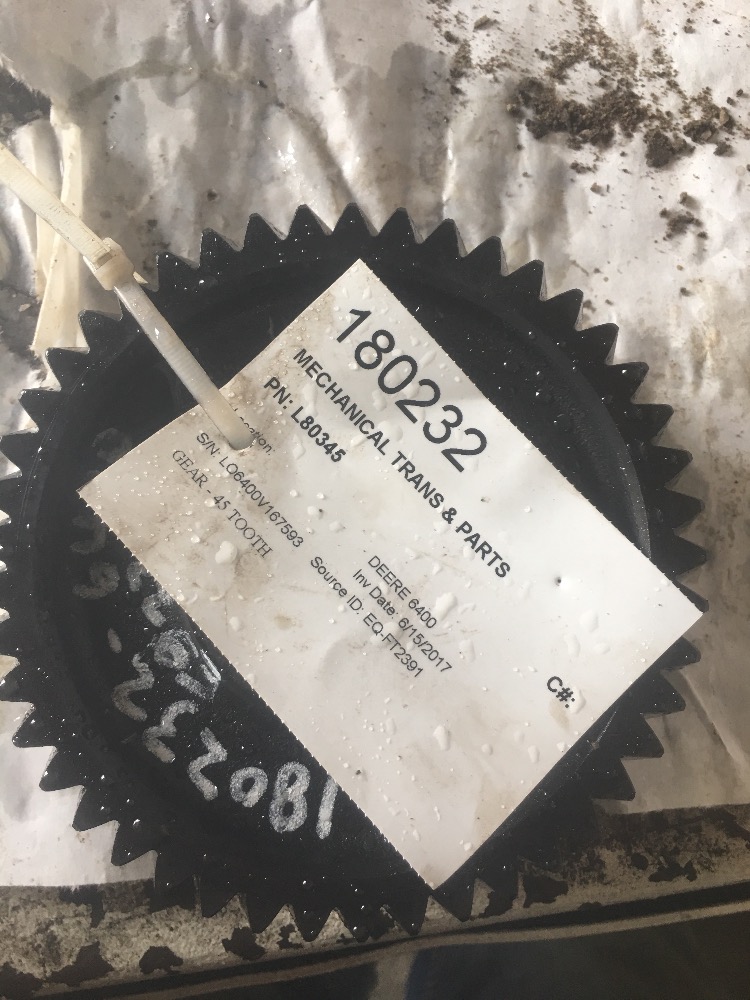 180232
MECHANICAL TRANS & PARTS
PN: L80345
Location:
S/N: LO6400V167593
GEAR - 45 TOOTH
DEERE 6400
Inv Date: 6/15/2017
Source ID: EQ-FT2391
C#:
180232